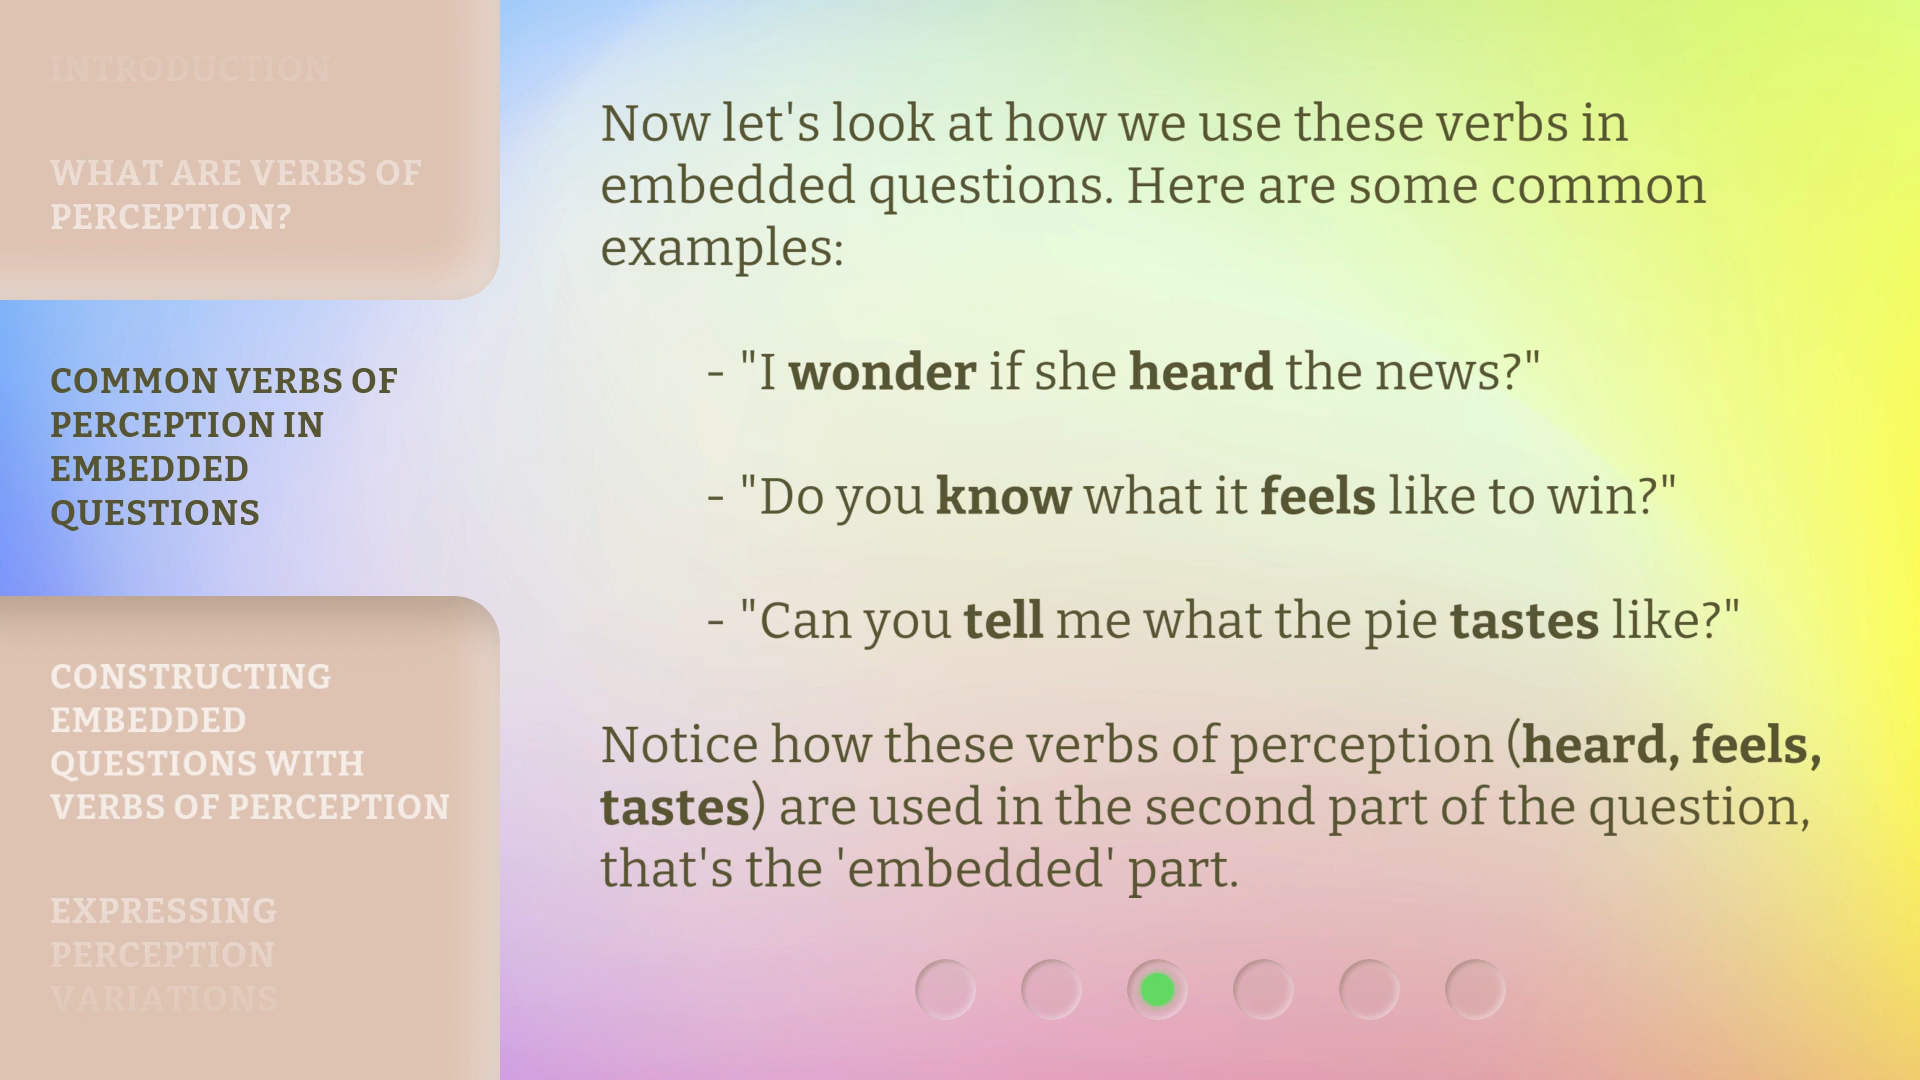 INTRODUCTION
WHAT ARE VERBS OF
PERCEPTION?
COMMON VERBS OF
PERCEPTION IN
EMBEDDED
QUESTIONS
CONSTRUCTING
EMBEDDED
QUESTIONS WITH
VERBS OF PERCEPTION
EXPRESSING
PERCEPTION
VARIATIONS
Now let's look at how we use these verbs in
embedded questions. Here are some common
examples:
- "I wonder if she heard the news?"
- "Do you know what it feels like to win?"
- "Can you tell me what the pie tastes like?"
Notice how these verbs of perception (heard, feels,
tastes) are used in the second part of the question,
that's the 'embedded' part.